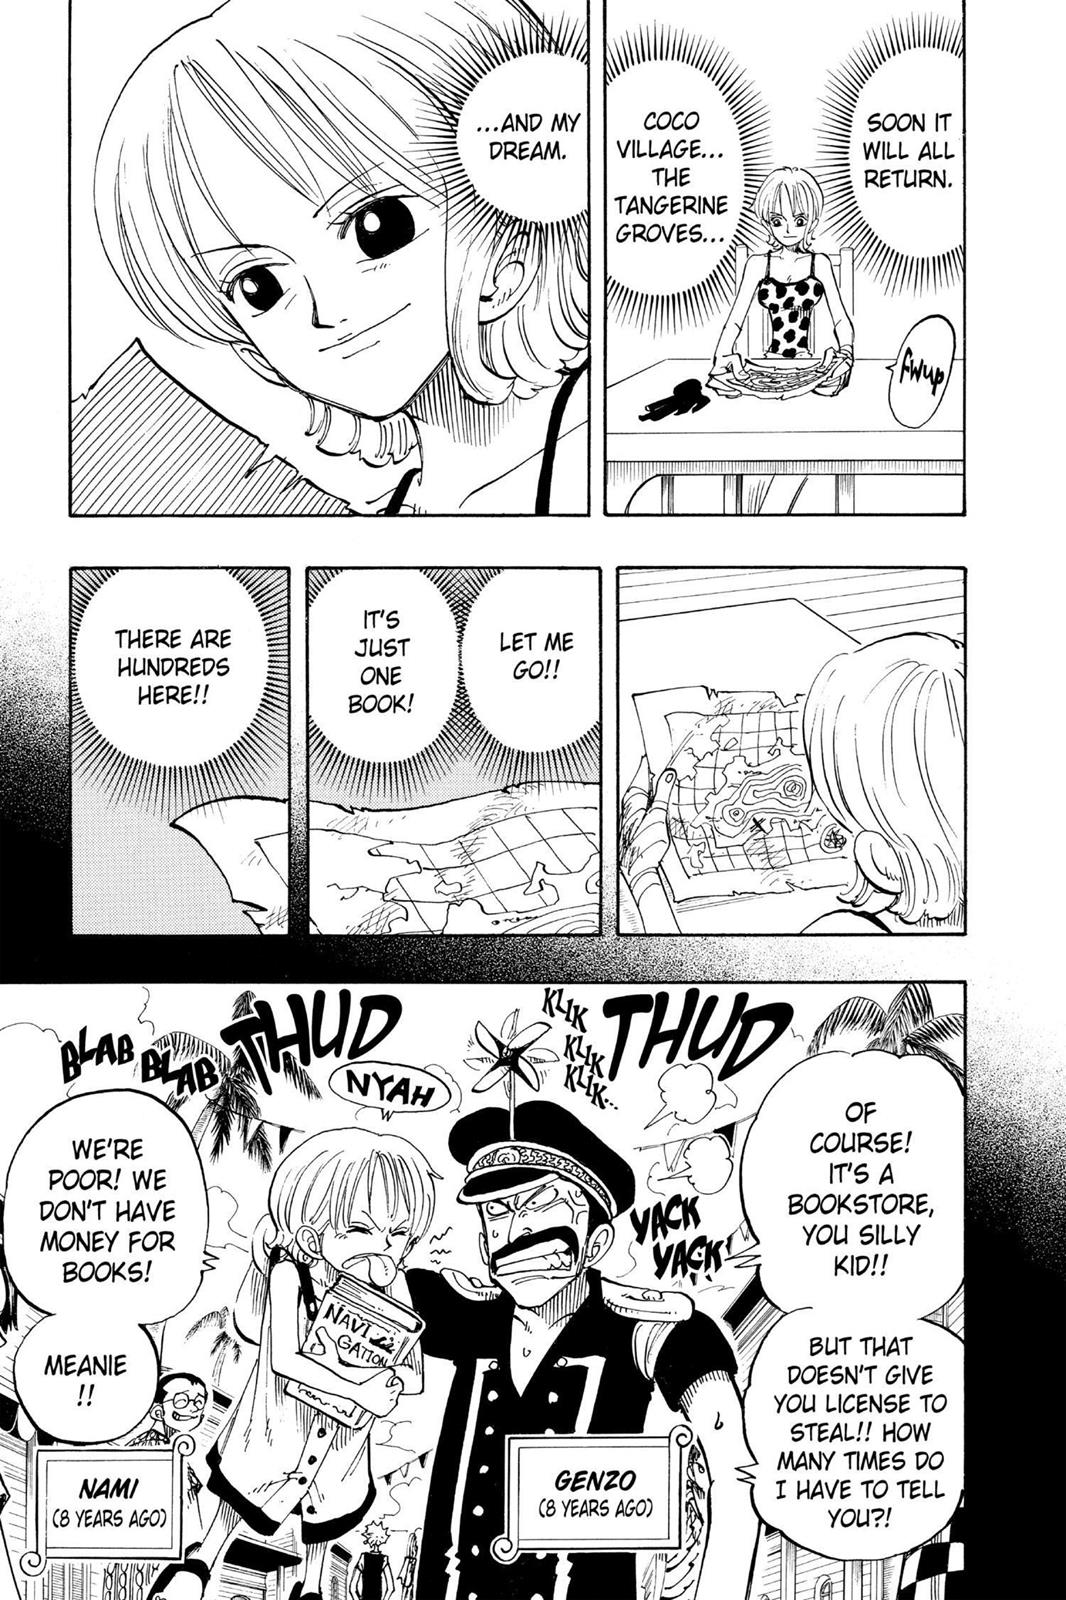 SOON IT
WILL ALL
RETURN.
COCO
VILLAGE...
THE
TANGERINE
GROVES...
FWUP
...AND MY
DREAM.
LET ME
GO!!
IT'S
JUST
ONE
BOOK!
THERE ARE
HUNDREDS
HERE!!
THUD
KLIK
KLIK
KLIK
KLIK...
THUD
BLAB BLAB
NYAH
OF
COURSE!
IT'S A
BOOKSTORE,
YOU SILLY
KID!!
YACK
YACK
BUT THAT
DOESN'T GIVE
YOU LICENSE TO
STEAL!! HOW
MANY TIMES DO
I HAVE TO TELL
YOU?!
WE'RE
POOR! WE
DON'T HAVE
MONEY FOR
BOOKS!
MEANIE
!!
NAVI
GATION
GENZO
(8 YEARS AGO)
NAMI
(8 YEARS AGO)